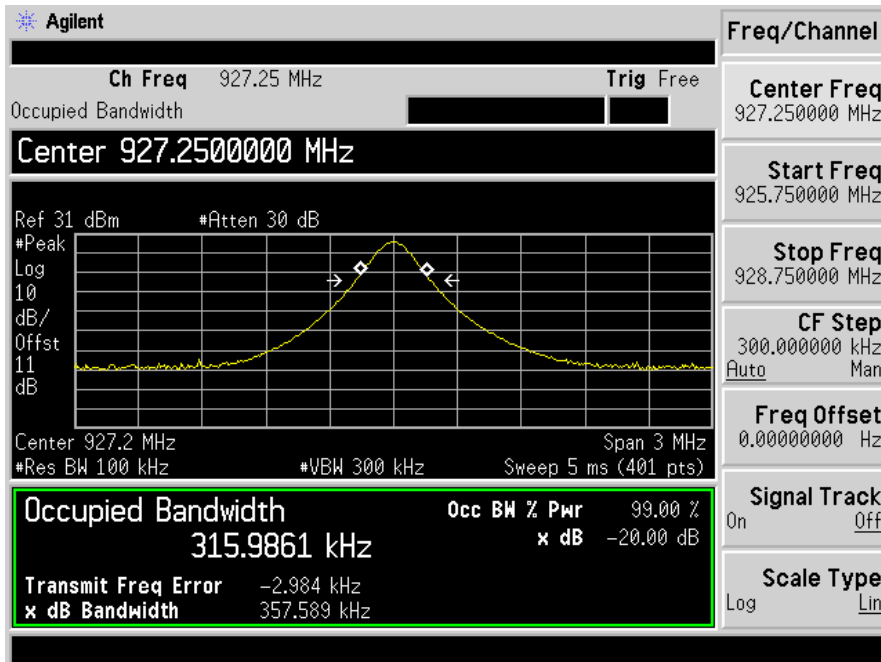 Agilent
Freq/Channel
Ch Freq 927.25 MHz Trig Free
Occupied Bandwidth
Center 927.2500000 MHz
Ref 31 dBm #Atten 30 dB
#Peak
Log
10
dB/
Offst
11
dB
Center 927.2 MHz Span 3 MHz
#Res BW 100 kHz #VBW 300 kHz Sweep 5 ms (401 pts)
Occupied Bandwidth Occ BW % Pwr 99.00 %
315.9861 kHz x dB -20.00 dB
Transmit Freq Error -2.984 kHz
x dB Bandwidth 357.589 kHz
Center Freq
927.250000 MHz
Start Freq
925.750000 MHz
Stop Freq
928.750000 MHz
CF Step
300.000000 kHz
Auto Man
Freq Offset
0.00000000 Hz
Signal Track
On Off
Scale Type
Log Lin